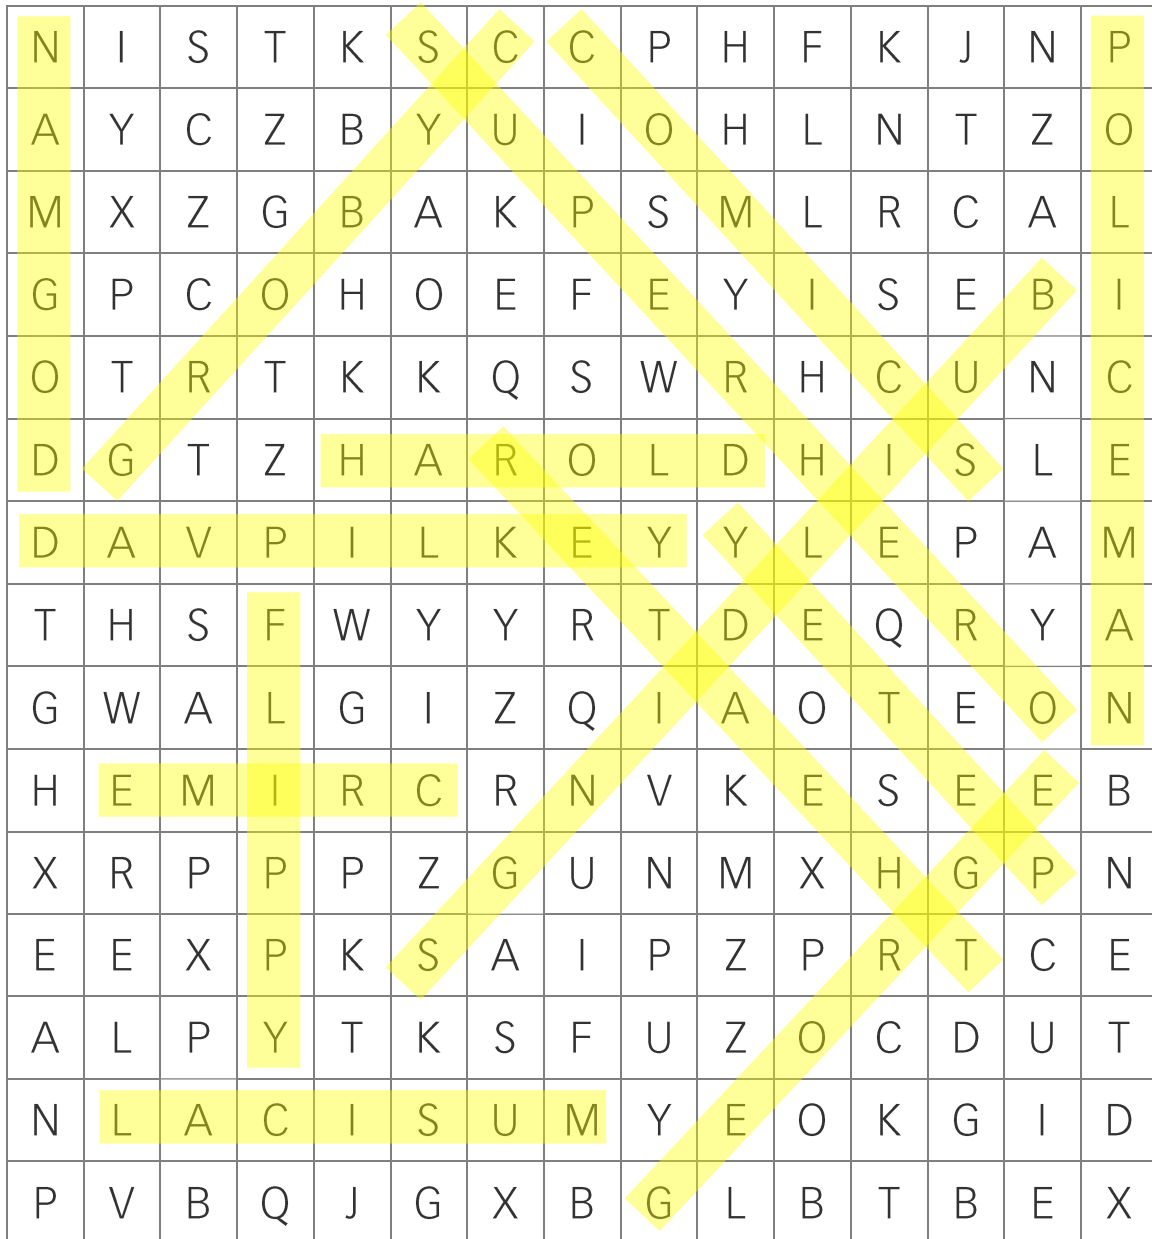 N I S T K S C C P H F K J N P
A Y C Z B Y U I O H L N T Z O
M X Z G B A K P S M L R C A L
G P C O H O E F E Y I S E B I
O T R T K K Q S W R H C U N C
D G T Z H A R O L D H I S L E
D A V P I L K E Y Y L E P A M
T H S F W Y Y R T D E Q R Y A
G W A L G I Z Q I A O T E O N
H E M I R C R N V K E S E E B
X R P P P Z G U N M X H G P N
E E X P K S A I P Z P R T C E
A L P Y T K S F U Z O C D U T
N L A C I S U M Y E O K G I D
P V B Q J G X B G L B T B E X